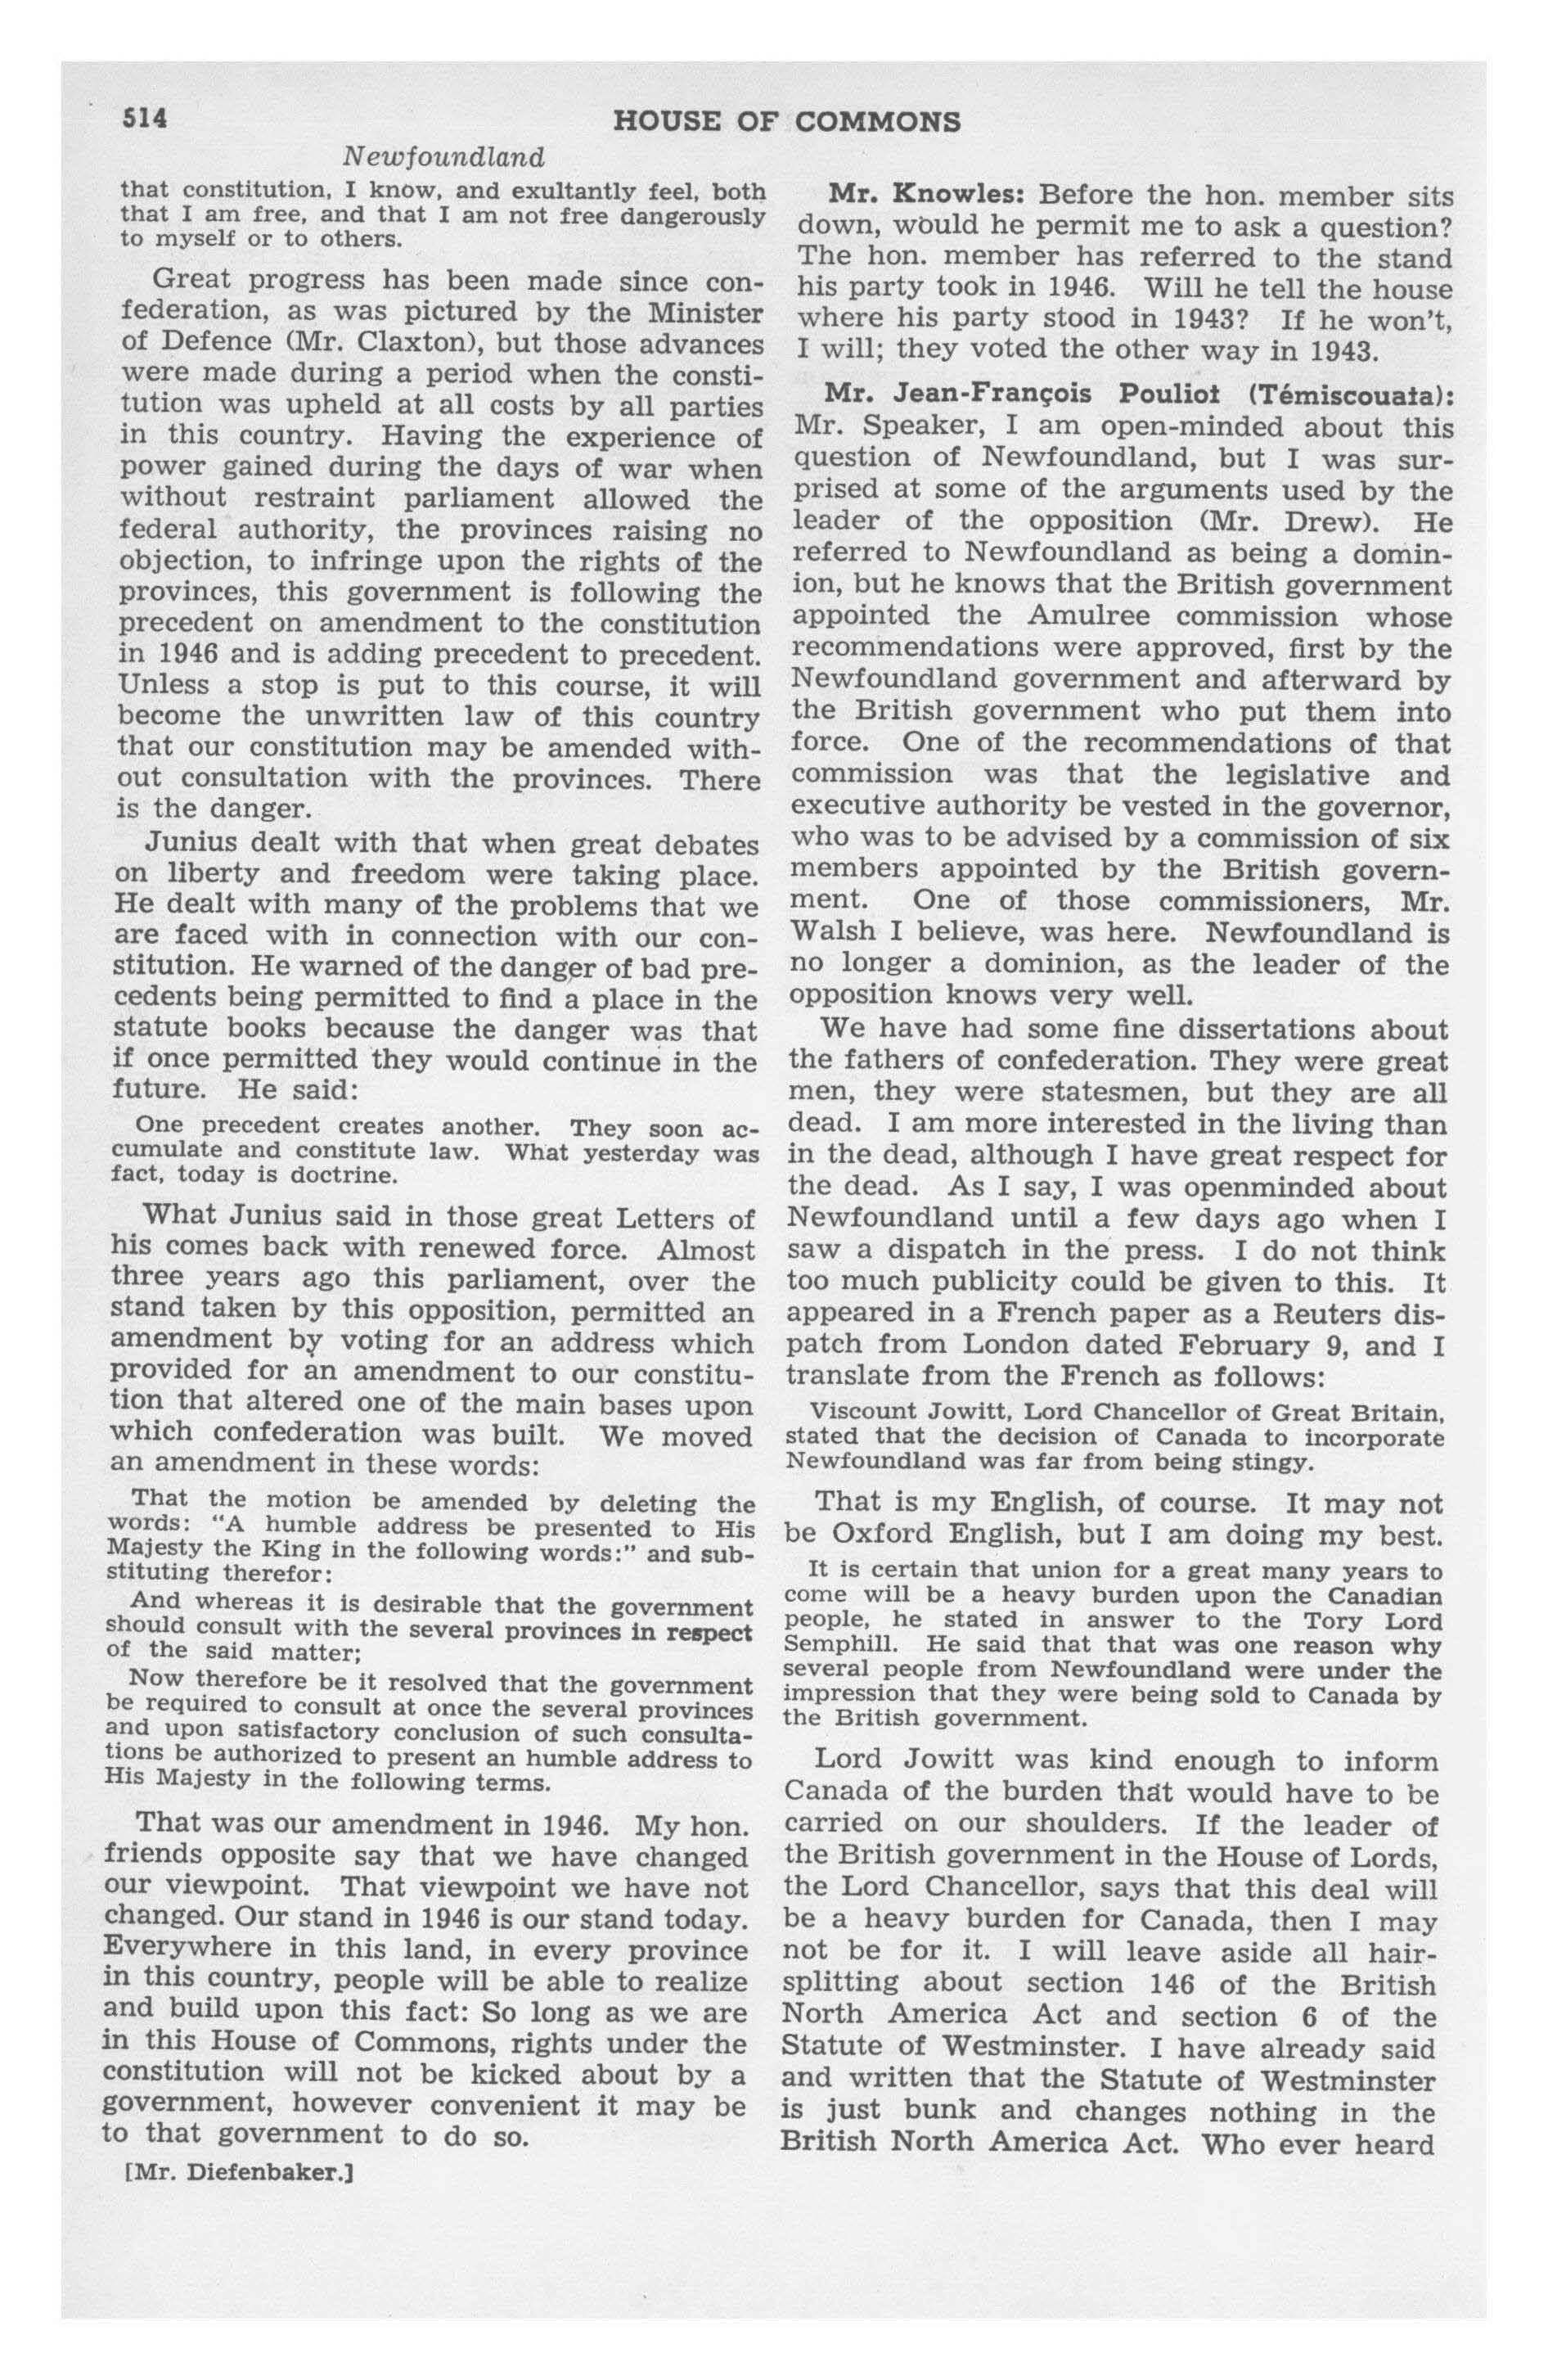 514
HOUSE OF COMMONS
Newfoundland
that constitution, I know, and exultantly feel, both
that I am free, and that I am not free dangerously
to myself or to others.
Great progress has been made since con-
federation, as was pictured by the Minister
of Defence (Mr. Claxton), but those advances
were made during a period when the consti-
tution was upheld at all costs by all parties
in this country. Having the experience of
power gained during the days of war when
without restraint parliament allowed the
federal authority, the provinces raising no
objection, to infringe upon the rights of the
provinces, this government is following the
precedent on amendment to the constitution
in 1946 and is adding precedent to precedent.
Unless a stop is put to this course, it will
become the unwritten law of this country
that our constitution may be amended with-
out consultation with the provinces. There
is the danger.
Junius dealt with that when great debates
on liberty and freedom were taking place.
He dealt with many of the problems that we
are faced with in connection with our con-
stitution. He warned of the danger of bad pre-
cedents being permitted to find a place in the
statute books because the danger was that
if once permitted they would continue in the
future. He said:
One precedent creates another. They soon ac-
cumulate and constitute law. What yesterday was
fact, today is doctrine.
What Junius said in those great Letters of
his comes back with renewed force. Almost
three years ago this parliament, over the
stand taken by this opposition, permitted an
amendment by voting for an address which
provided for an amendment to our constitu-
tion that altered one of the main bases upon
which confederation was built. We moved
an amendment in these words:
That the motion be amended by deleting the
words: "A humble address be presented to His
Majesty the King in the following words:" and sub-
stituting therefor:
And whereas it is desirable that the government
should consult with the several provinces in respect
of the said matter;
Now therefore be it resolved that the government
be required to consult at once the several provinces
and upon satisfactory conclusion of such consulta-
tions be authorized to present an humble address to
His Majesty in the following terms.
That was our amendment in 1946. My hon.
friends opposite say that we have changed
our viewpoint. That viewpoint we have not
changed. Our stand in 1946 is our stand today.
Everywhere in this land, in every province
in this country, people will be able to realize
and build upon this fact: So long as we are
in this House of Commons, rights under the
constitution will not be kicked about by a
government, however convenient it may be
to that government to do so.
[Mr. Diefenbaker.]
Mr. Knowles: Before the hon. member sits
down, would he permit me to ask a question?
The hon. member has referred to the stand
his party took in 1946. Will he tell the house
where his party stood in 1943? If he won't,
I will; they voted the other way in 1943.
Mr. Jean-François Pouliot (Témiscouata):
Mr. Speaker, I am open-minded about this
question of Newfoundland, but I was sur-
prised at some of the arguments used by the
leader of the opposition (Mr. Drew). He
referred to Newfoundland as being a domin-
ion, but he knows that the British government
appointed the Amulree commission whose
recommendations were approved, first by the
Newfoundland government and afterward by
the British government who put them into
force. One of the recommendations of that
commission was that the legislative and
executive authority be vested in the governor,
who was to be advised by a commission of six
members appointed by the British govern-
ment. One of those commissioners, Mr.
Walsh I believe, was here. Newfoundland is
no longer a dominion, as the leader of the
opposition knows very well.
We have had some fine dissertations about
the fathers of confederation. They were great
men, they were statesmen, but they are all
dead. I am more interested in the living than
in the dead, although I have great respect for
the dead. As I say, I was openminded about
Newfoundland until a few days ago when I
saw a dispatch in the press. I do not think
too much publicity could be given to this. It
appeared in a French paper as a Reuters dis-
patch from London dated February 9, and I
translate from the French as follows:
Viscount Jowitt, Lord Chancellor of Great Britain,
stated that the decision of Canada to incorporate
Newfoundland was far from being stingy.
That is my English, of course. It may not
be Oxford English, but I am doing my best.
It is certain that union for a great many years to
come will be a heavy burden upon the Canadian
people, he stated in answer to the Tory Lord
Semphill. He said that that was one reason why
several people from Newfoundland were under the
impression that they were being sold to Canada by
the British government.
Lord Jowitt was kind enough to inform
Canada of the burden that would have to be
carried on our shoulders. If the leader of
the British government in the House of Lords,
the Lord Chancellor, says that this deal will
be a heavy burden for Canada, then I may
not be for it. I will leave aside all hair-
splitting about section 146 of the British
North America Act and section 6 of the
Statute of Westminster. I have already said
and written that the Statute of Westminster
is just bunk and changes nothing in the
British North America Act. Who ever heard